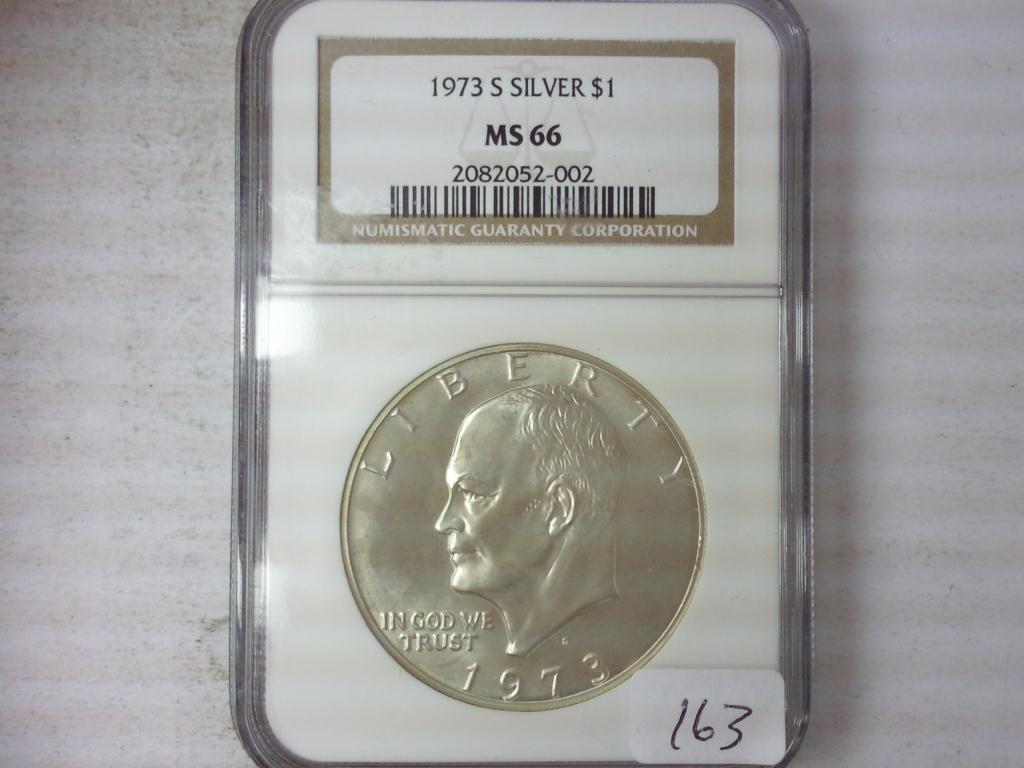 1973 S SILVER $1
MS 66
2082052-002
NUMISMATIC GUARANTY CORPORATION
LIBERTY
IN GOD WE
TRUST
S
1973
163